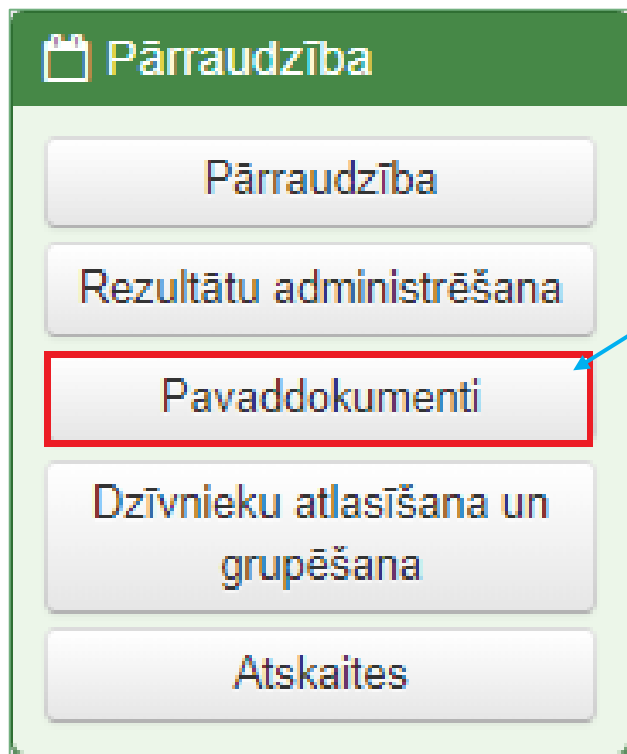 Pārraudzība
Pārraudzība
Rezultātu administrēšana
Pavaddokumenti
Dzīvnieku atlasīšana un
grupēšana
Atskaites